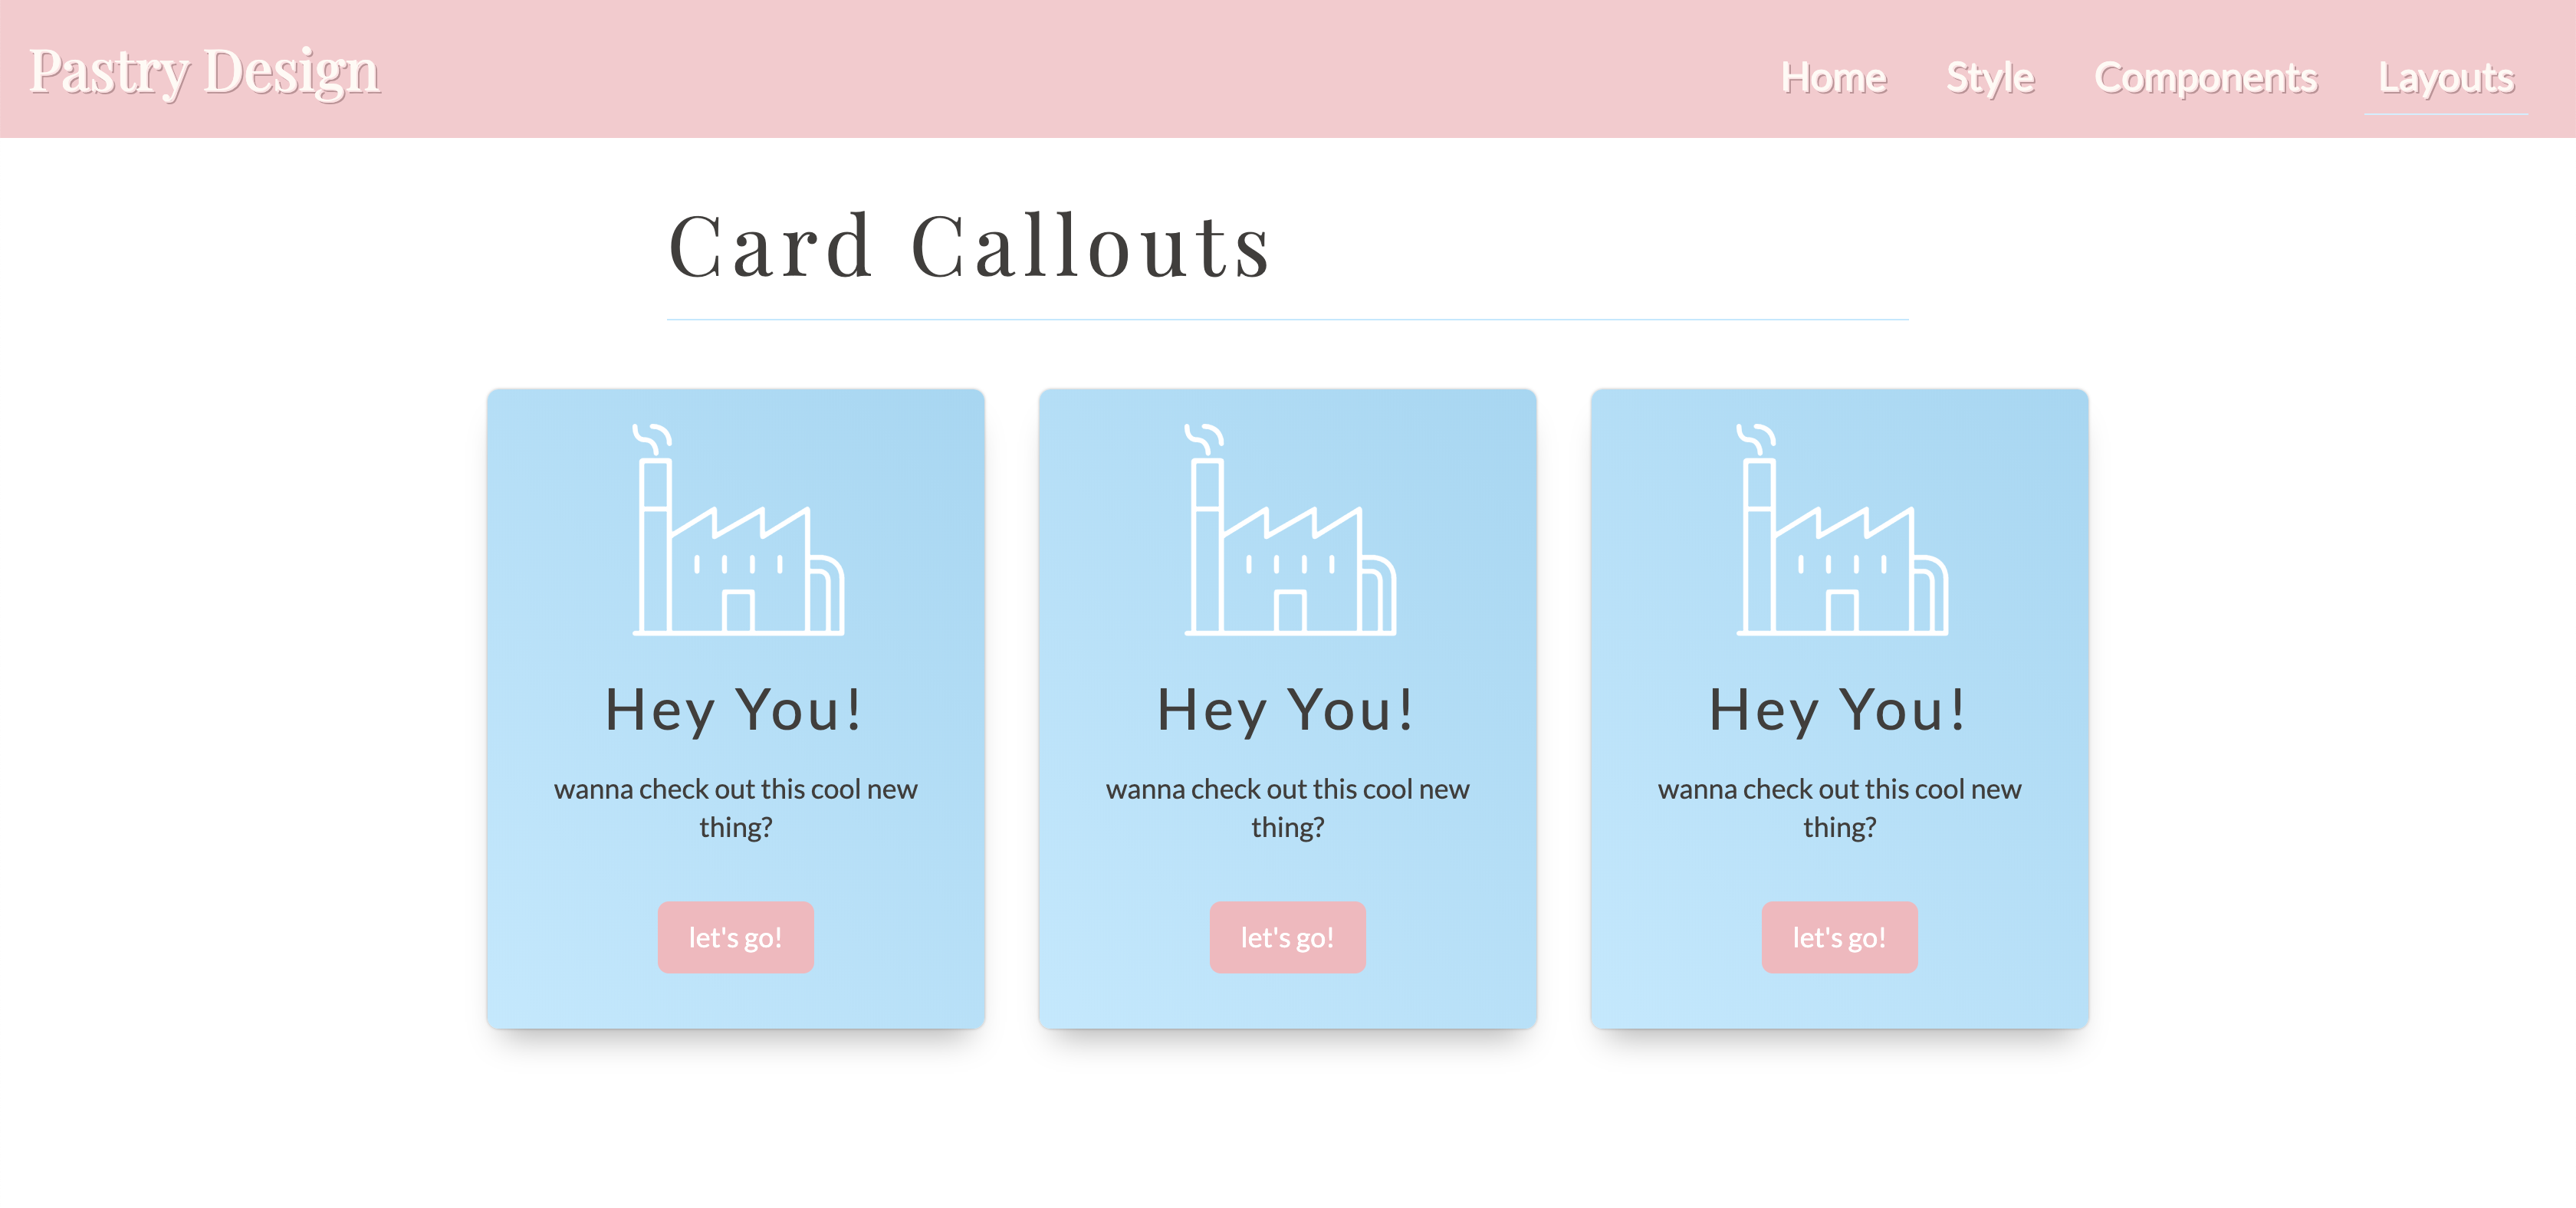 Pastry Design
Home Style Components Layouts
Card Callouts
Hey You!
wanna check out this cool new
thing?
let's go!
Hey You!
wanna check out this cool new
thing?
let's go!
Hey You!
wanna check out this cool new
thing?
let's go!